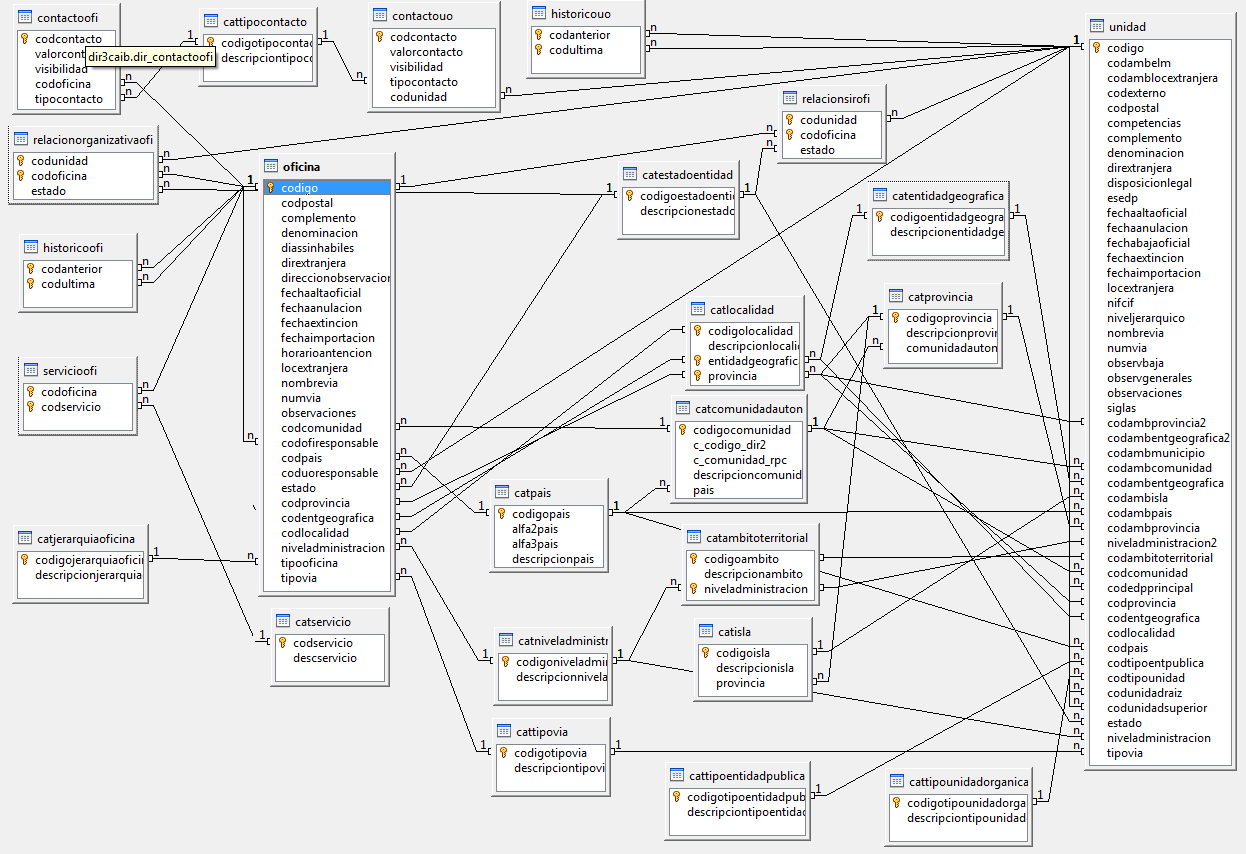 contactoofi
codcontacto
valorcont
visibilidad
codoficina
tipocontacto
dir3caib.dir_contactoofi
cattipocontacto
codigotipoconta
descripciontipoc
contactouo
codcontacto
valorcontacto
visibilidad
tipocontacto
codunidad
historicouo
codanterior
codultima
unidad
codigo
codambelm
codamblocextranjera
codexterno
codpostal
competencias
complemento
denominacion
dirextranjera
disposicionlegal
esedp
fechaaltaoficial
fechaanulacion
fechabajaoficial
fechaextincion
fechaimportacion
locextranjera
nifcif
niveljerarquico
nombrevia
numvia
observbaja
observgenerales
observaciones
siglas
codambprovincia2
codambentgeografica2
codambmunicipio
codambcomunidad
codambentgeografica
codambisla
codambpais
codambprovincia
niveladministracion2
codambitoterritorial
codcomunidad
codedpprincipal
codprovincia
codentgeografica
codlocalidad
codpais
codtipoentpublica
codtipounidad
codunidadraiz
codunidadsuperior
estado
niveladministracion
tipovia
relacionorganizativaofi
codunidad
codoficina
estado
oficina
codigo
codpostal
complemento
denominacion
diassinhabiles
dirextranjera
direccionobservacion
fechaaltaoficial
fechaanulacion
fechaextincion
fechaimportacion
horarioatencion
locextranjera
nombrevia
numvia
observaciones
codcomunidad
codofiresponsable
codpais
coduoresponsable
estado
codprovincia
codentgeografica
codlocalidad
niveladministracion
tipooficina
tipovia
relacionsirofi
codunidad
codoficina
estado
catestadoentidad
codigoestadoenti
descripcionestado
catentidadgeografica
codigoentidadgeogra
descripcionentidadge
historicoofi
codanterior
codultima
catlocalidad
codigolocalidad
descripcionlocali
entidadgeografic
provincia
catprovincia
codigoprovincia
descripcionprovin
comunidadauton
servicioofi
codoficina
codservicio
catcomunidadauton
codigocomunidad
c_codigo_dir2
c_comunidad_rpc
descripcioncomunid
pais
catpais
codigopais
alfa2pais
alfa3pais
descripcionpais
catjerarquiaoficina
codigojerarquiaofici
descripcionjerarquia
catambitoterritorial
codigoambito
descripcionambito
niveladministracion
catservicio
codservicio
descservicio
catniveladministr
codigoniveladmini
descripcionnivela
catisla
codigoisla
descripcionisla
provincia
cattipovia
codigotipovia
descripciontipovi
cattipoentidadpublica
codigotipoentidadpub
descripciontipoentidad
cattipounidadorganica
codigotipounidadorga
descripciontipounidad